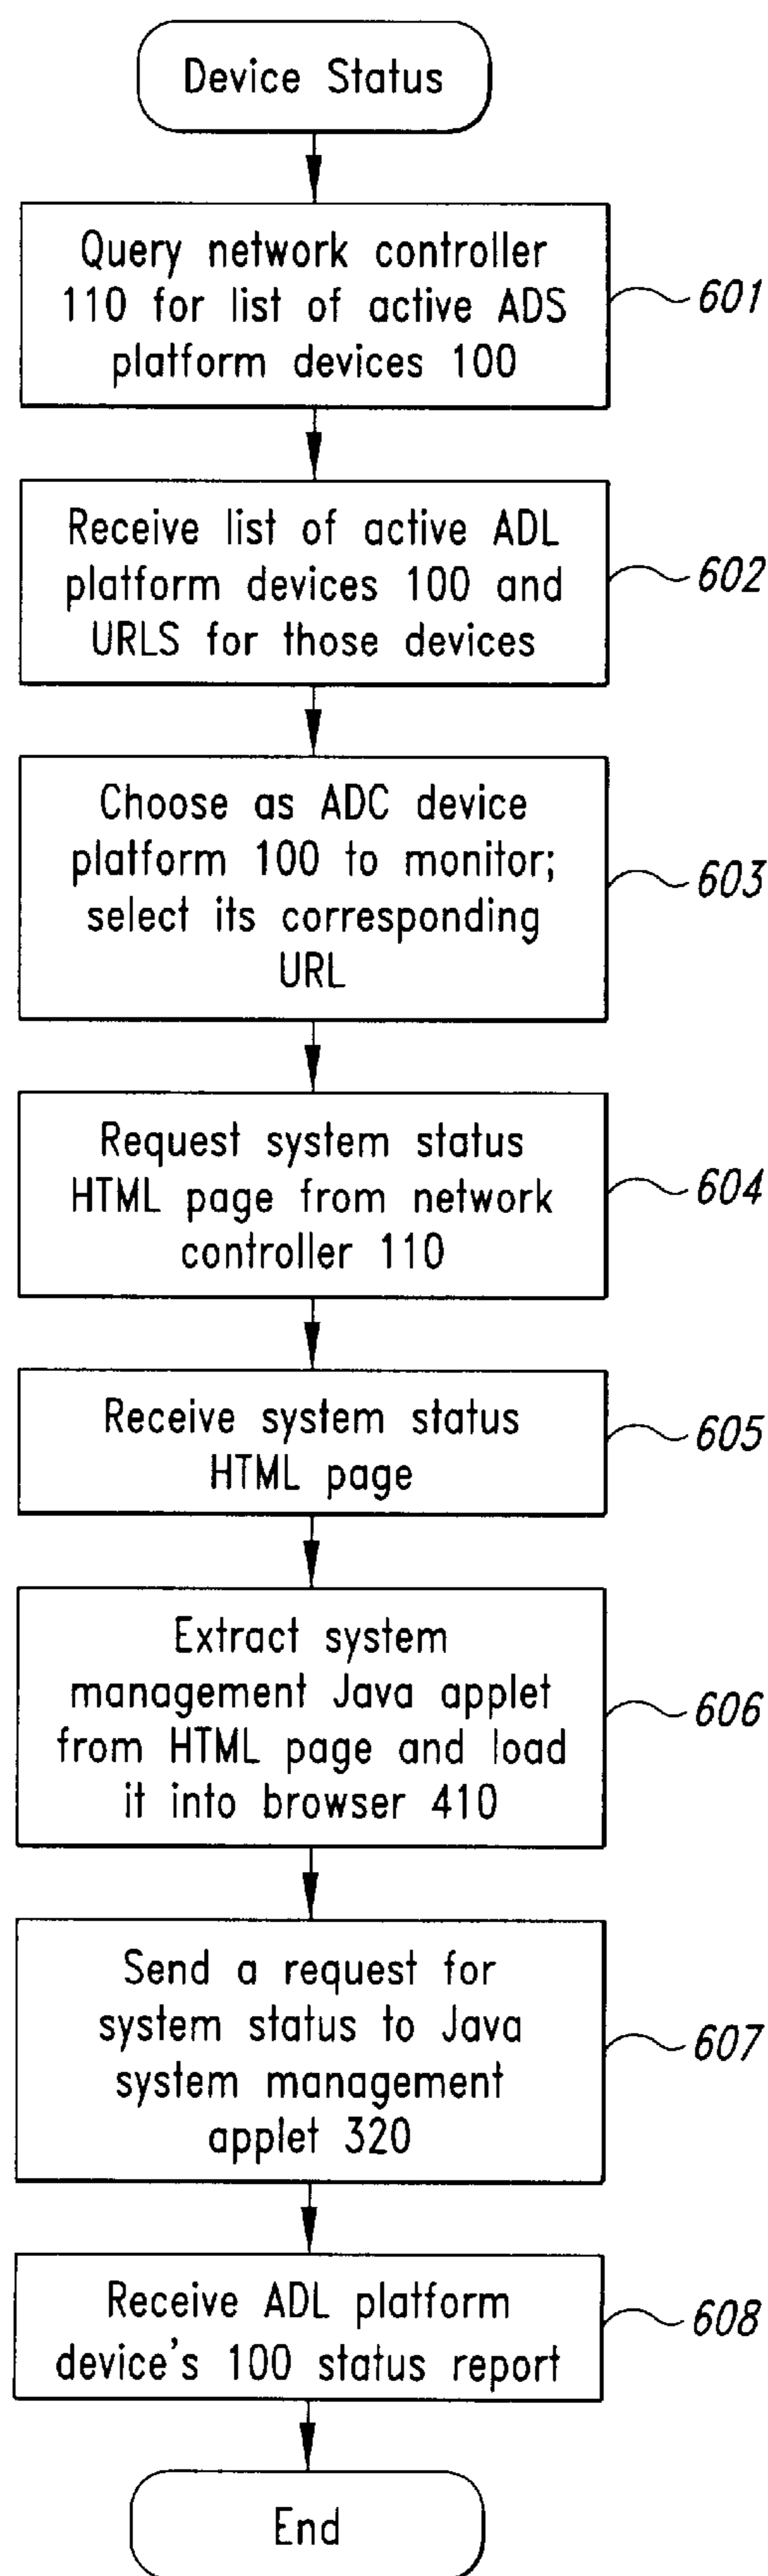 Device Status
Query network controller
110 for list of active ADS
platform devices 100
601
Receive list of active ADL
platform devices 100 and
URLS for those devices
602
Choose as ADC device
platform 100 to monitor;
select its corresponding
URL
603
Request system status
HTML page from network
controller 110
604
Receive system status
HTML page
605
Extract system
management Java applet
from HTML page and load
it into browser 410
606
Send a request for
system status to Java
system management
applet 320
607
Receive ADL platform
device's 100 status report
608
End